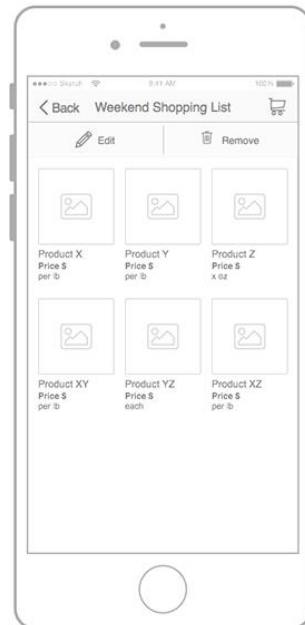 Sketch 9:41 AM 100%
Back Weekend Shopping List
Edit Remove
Product X Product Y Product Z
Price $ Price $ Price $
per lb per lb x oz
Product XY Product YZ Product XZ
Price $ Price $ Price $
per lb each per lb